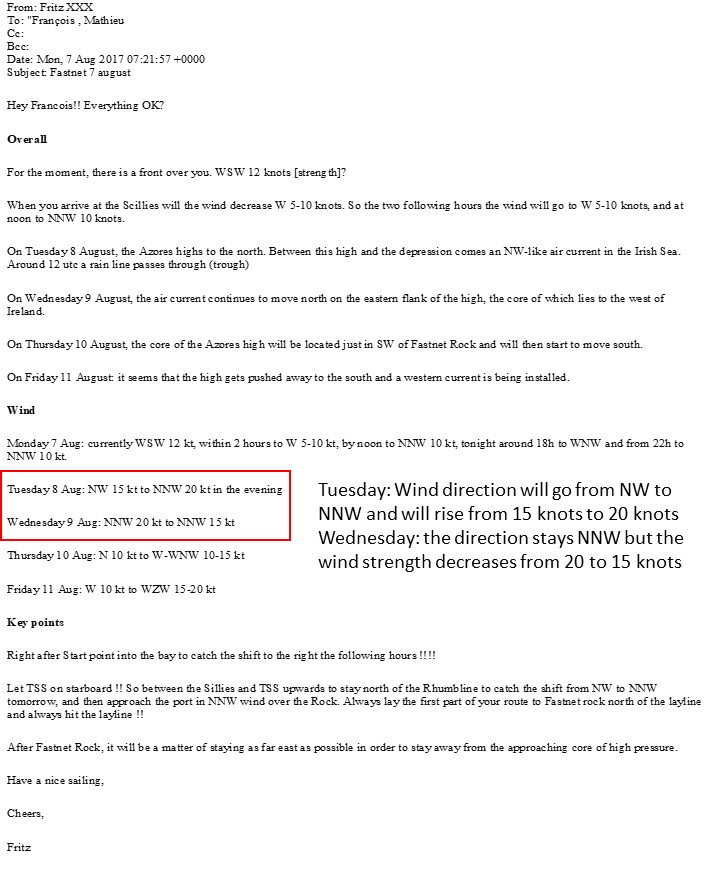 From: Fritz XXX
To: "François , Mathieu
Cc:
Bcc:
Date: Mon, 7 Aug 2017 07:21:57 +0000
Subject: Fastnet 7 august
Hey Francois!! Everything OK?
Overall
For the moment, there is a front over you. WSW 12 knots [strength]?
When you arrive at the Scillies will the wind decrease W 5-10 knots. So the two following hours the wind will go to W 5-10 knots, and at
noon to NNW 10 knots.
On Tuesday 8 August, the Azores highs to the north. Between this high and the depression comes an NW-like air current in the Irish Sea.
Around 12 utc a rain line passes through (trough)
On Wednesday 9 August, the air current continues to move north on the eastern flank of the high, the core of which lies to the west of
Ireland.
On Thursday 10 August, the core of the Azores high will be located just in SW of Fastnet Rock and will then start to move south.
On Friday 11 August: it seems that the high gets pushed away to the south and a western current is being installed.
Wind
Monday 7 Aug: currently WSW 12 kt, within 2 hours to W 5-10 kt, by noon to NNW 10 kt, tonight around 18h to WNW and from 22h to
NNW 10 kt.
Tuesday 8 Aug: NW 15 kt to NNW 20 kt in the evening
Wednesday 9 Aug: NNW 20 kt to NNW 15 kt
Tuesday: Wind direction will go from NW to
NNW and will rise from 15 knots to 20 knots
Wednesday: the direction stays NNW but the
wind strength decreases from 20 to 15 knots
Thursday 10 Aug: N 10 kt to W-WNW 10-15 kt
Friday 11 Aug: W 10 kt to WZW 15-20 kt
Key points
Right after Start point into the bay to catch the shift to the right the following hours !!!!
Let TSS on starboard !! So between the Sillies and TSS upwards to stay north of the Rhumbline to catch the shift from NW to NNW
tomorrow, and then approach the port in NNW wind over the Rock. Always lay the first part of your route to Fastnet rock north of the layline
and always hit the layline !!
After Fastnet Rock, it will be a matter of staying as far east as possible in order to stay away from the approaching core of high pressure.
Have a nice sailing,
Cheers,
Fritz